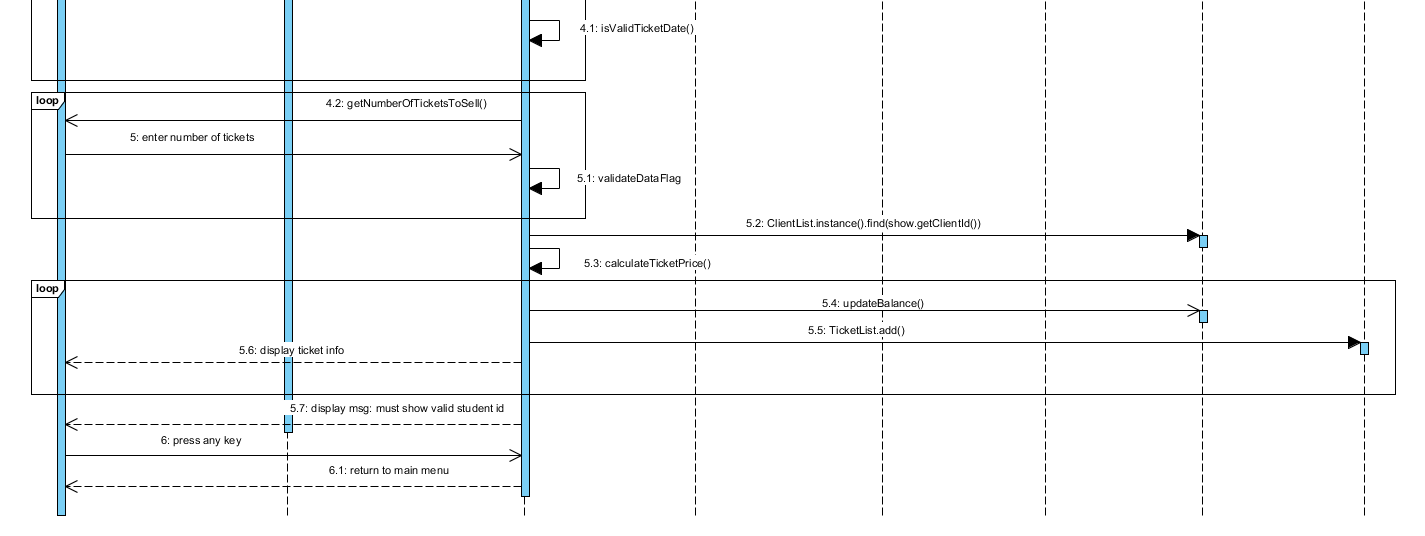 4.1: isValidTicketDate()
loop
4.2: getNumberOfTicketsToSell()
5: enter number of tickets
5.1: validateDataFlag
5.2: ClientList.instance().find(show.getClientId())
5.3: calculateTicketPrice()
loop
5.4: updateBalance()
5.5: TicketList.add()
5.6: display ticket info
5.7: display msg: must show valid student id
6: press any key
6.1: return to main menu